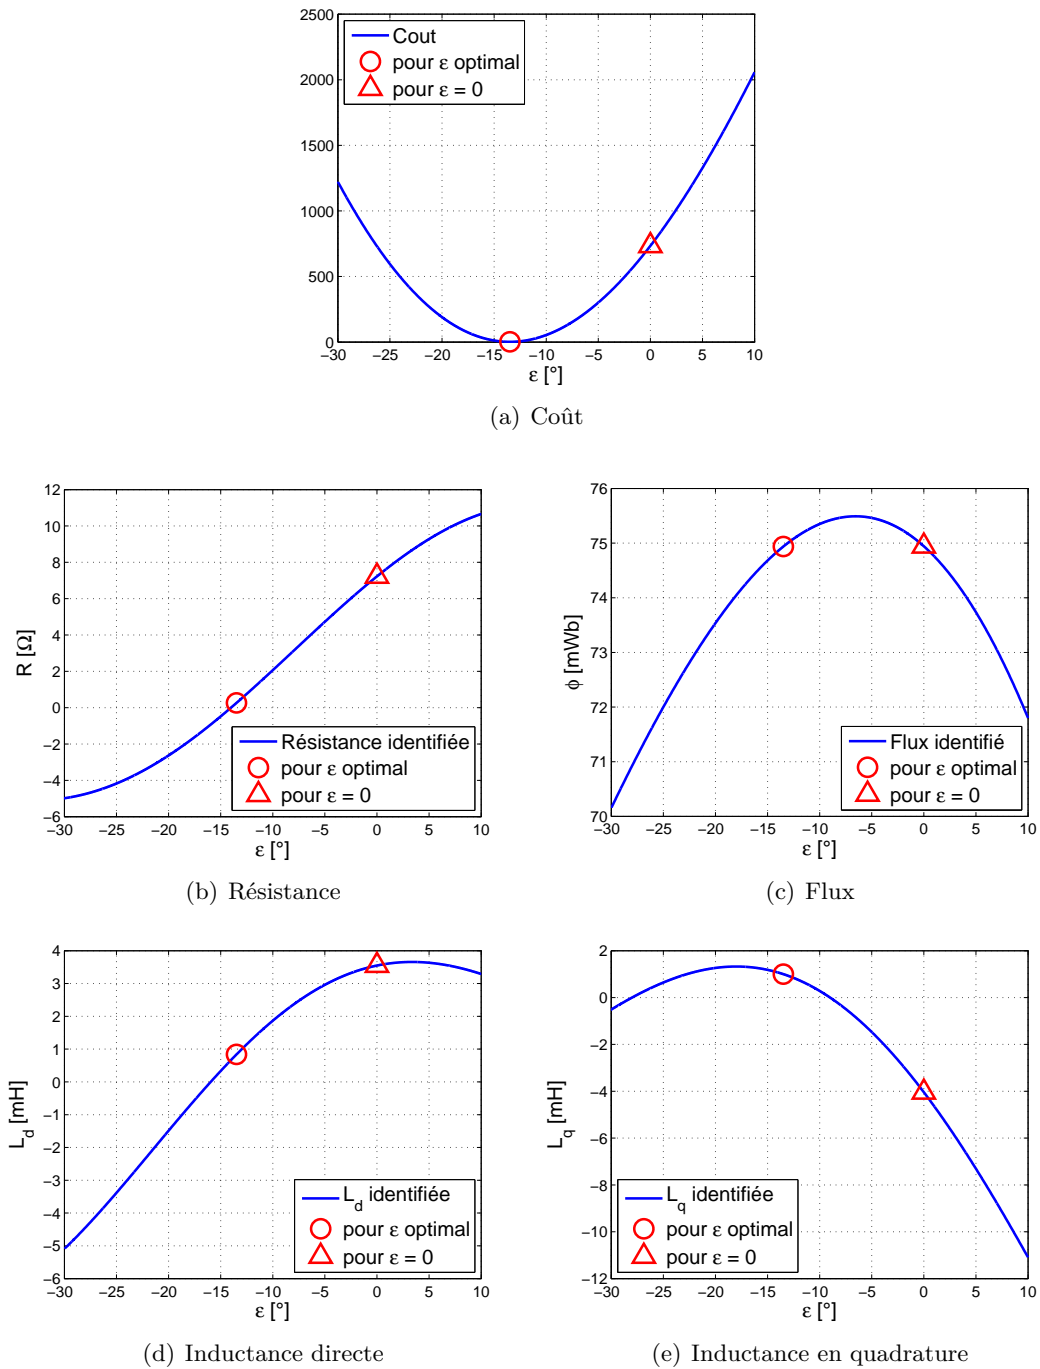 2500
2000
1500
1000
500
0
Cout
pour ε optimal
pour ε = 0
−30 −25 −20 −15 −10 −5 0 5 10
ε [°]
(a) Coût
12
10
8
6
4
2
0
−2
−4
−6
R [Ω]
Résistance identifiée
pour ε optimal
pour ε = 0
−30 −25 −20 −15 −10 −5 0 5 10
ε [°]
(b) Résistance
76
75
74
73
72
71
70
ϕ [mWb]
Flux identifié
pour ε optimal
pour ε = 0
−30 −25 −20 −15 −10 −5 0 5 10
ε [°]
(c) Flux
4
3
2
1
0
−1
−2
−3
−4
−5
−6
L_d [mH]
L_d identifiée
pour ε optimal
pour ε = 0
−30 −25 −20 −15 −10 −5 0 5 10
ε [°]
(d) Inductance directe
2
0
−2
−4
−6
−8
−10
−12
L_q [mH]
L_q identifiée
pour ε optimal
pour ε = 0
−30 −25 −20 −15 −10 −5 0 5 10
ε [°]
(e) Inductance en quadrature